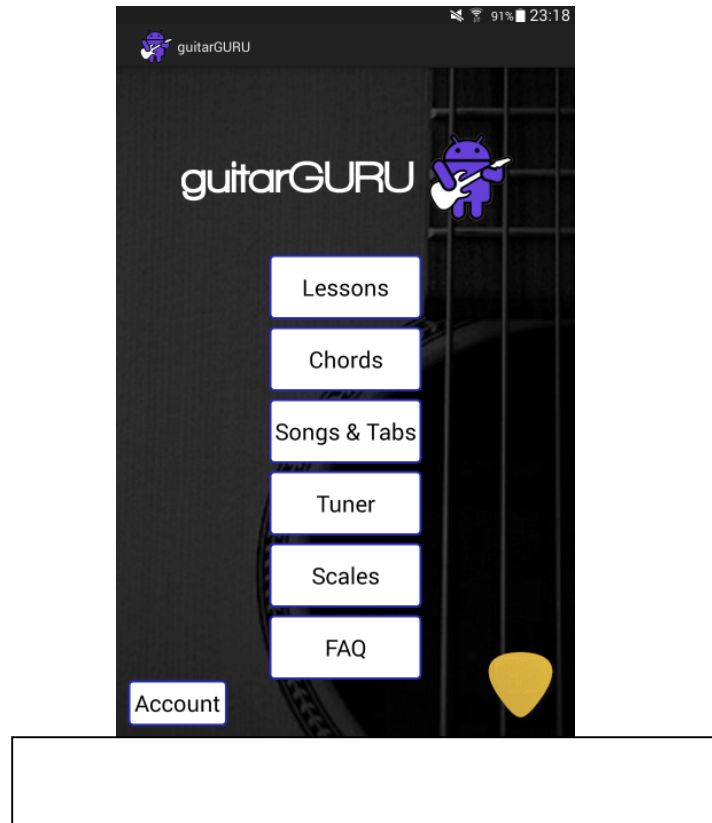 91% 23:18
guitarGURU
guitarGURU
Lessons
Chords
Songs & Tabs
Tuner
Scales
FAQ
Account